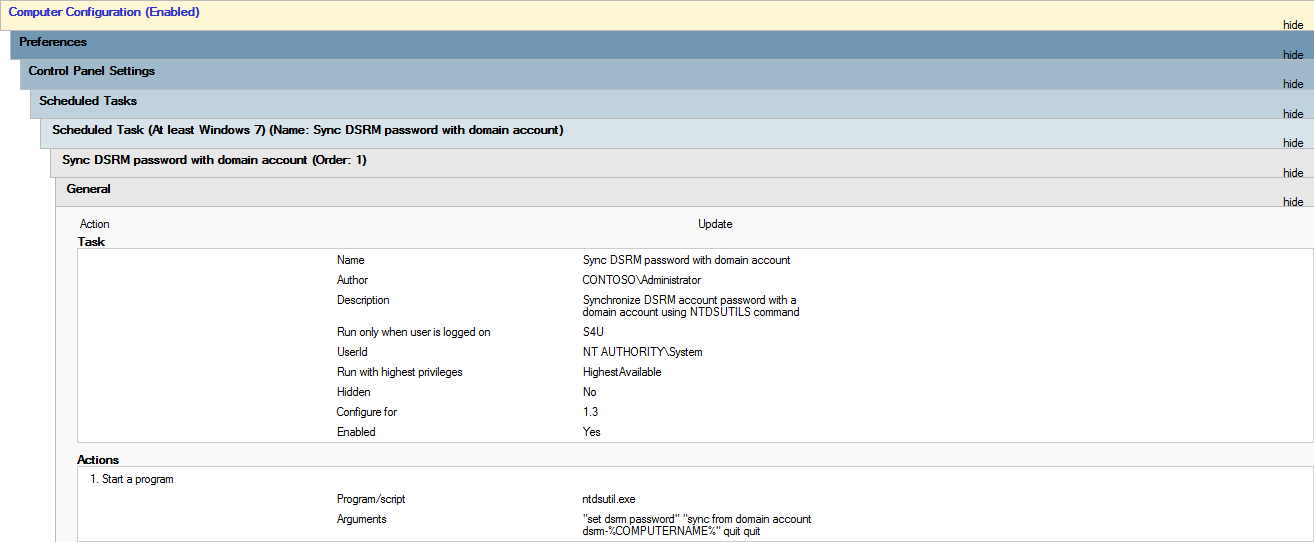 Computer Configuration (Enabled)
hide
Preferences
hide
Control Panel Settings
hide
Scheduled Tasks
hide
Scheduled Task (At least Windows 7) (Name: Sync DSRM password with domain account)
hide
Sync DSRM password with domain account (Order: 1)
hide
General
hide
Action Update
Task
Name Sync DSRM password with domain account
Author CONTOSO\Administrator
Description Synchronize DSRM account password with a
domain account using NTDSUTILS command
Run only when user is logged on S4U
UserId NT AUTHORITY\System
Run with highest privileges HighestAvailable
Hidden No
Configure for 1.3
Enabled Yes
Actions
1. Start a program
Program/script ntdsutil.exe
Arguments "set dsrm password" "sync from domain account
dsrm-%COMPUTERNAME%" quit quit